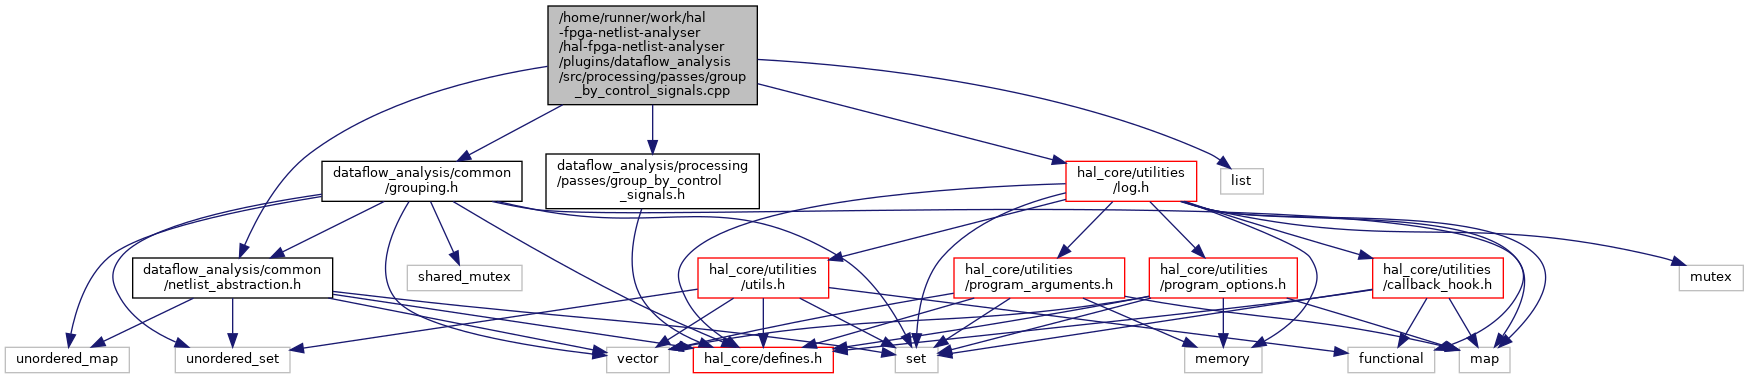 /home/runner/work/hal
-fpga-netlist-analyser
/hal-fpga-netlist-analyser
/plugins/dataflow_analysis
/src/processing/passes/group
_by_control_signals.cpp
dataflow_analysis/common
/grouping.h
dataflow_analysis/processing
/passes/group_by_control
_signals.h
hal_core/utilities
/log.h
list
dataflow_analysis/common
/netlist_abstraction.h
shared_mutex
hal_core/utilities
/utils.h
hal_core/utilities
/program_arguments.h
hal_core/utilities
/program_options.h
hal_core/utilities
/callback_hook.h
mutex
unordered_map
unordered_set
vector
hal_core/defines.h
set
memory
functional
map